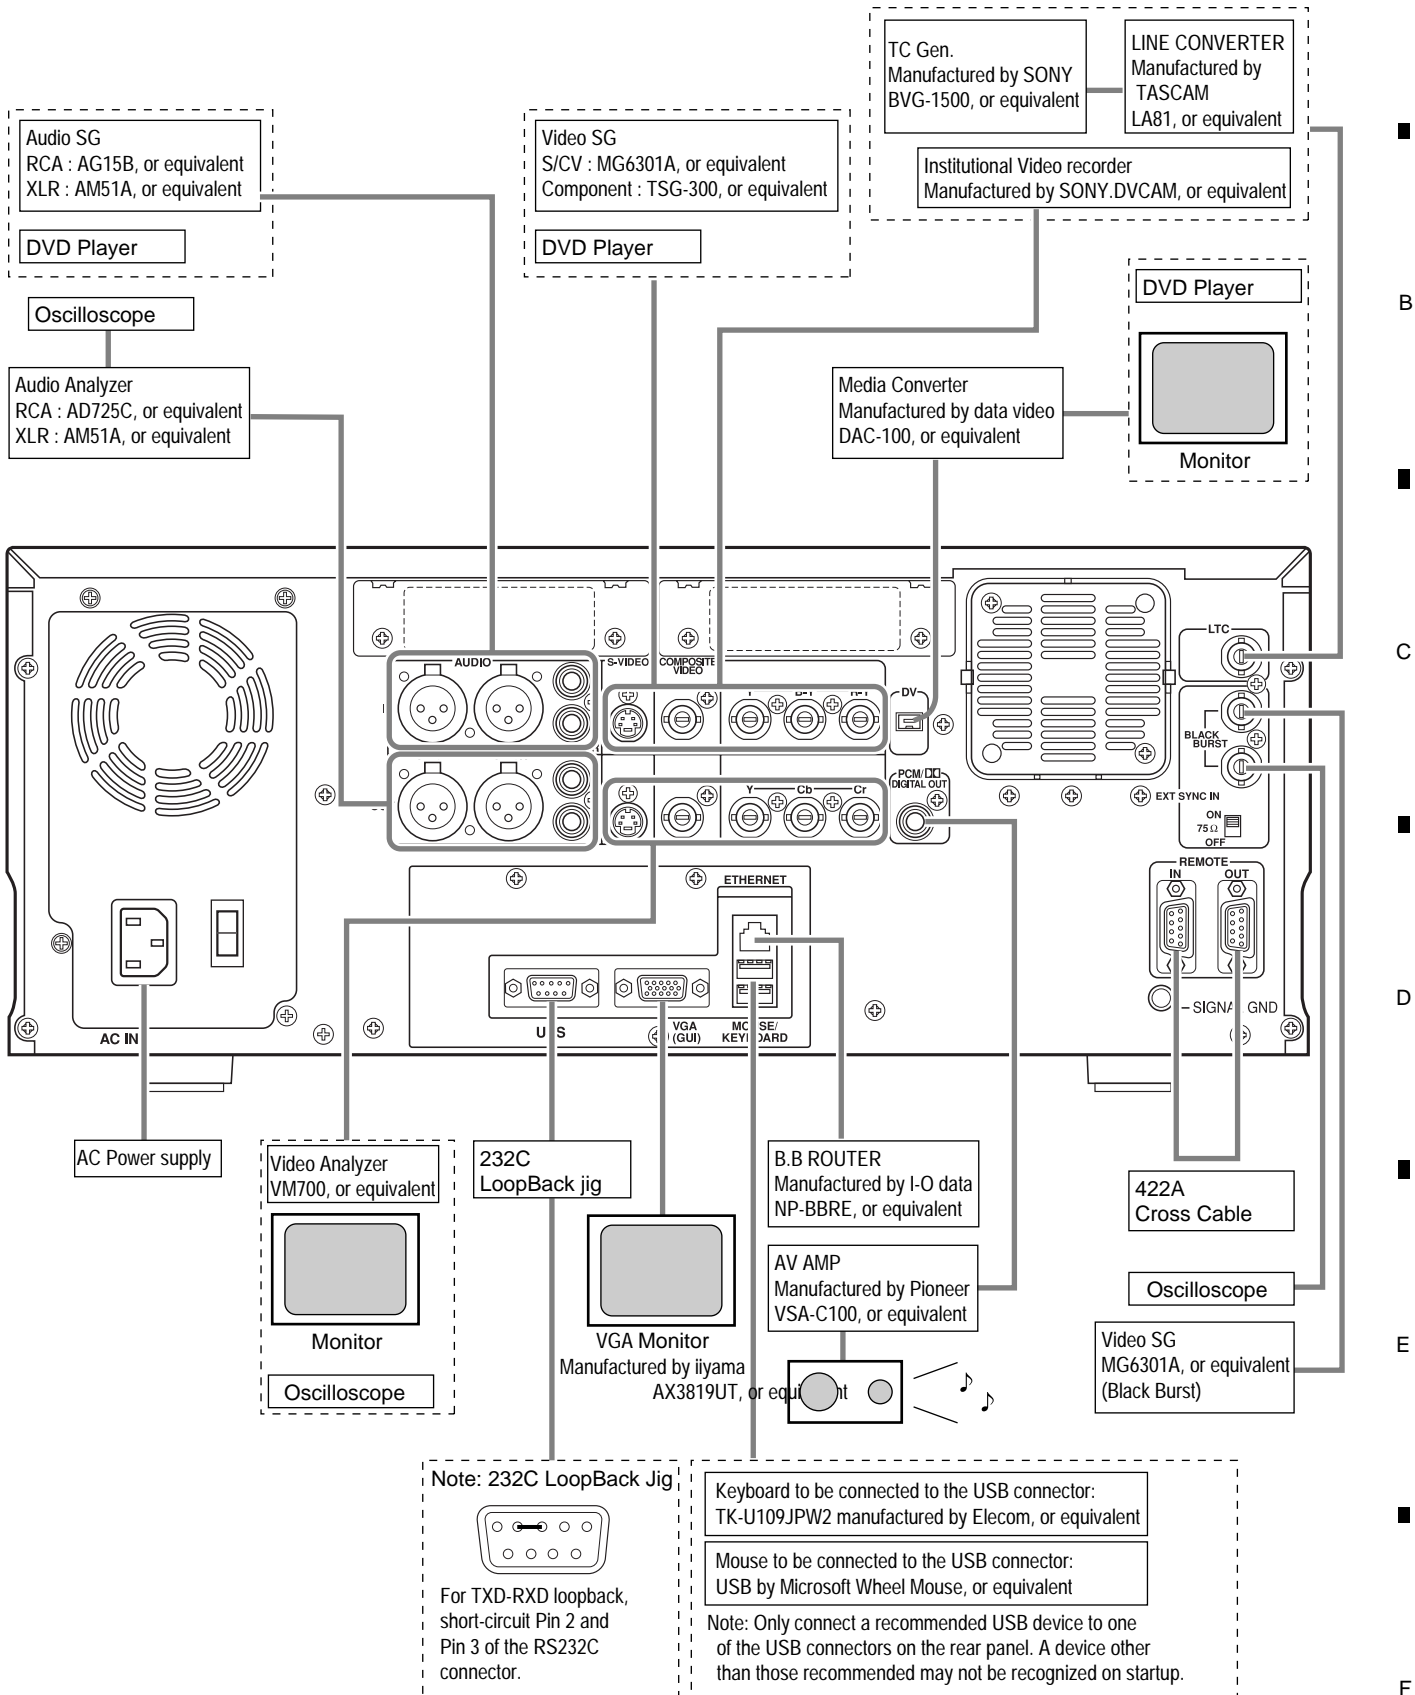 TC Gen.
Manufactured by SONY
BVG-1500, or equivalent
LINE CONVERTER
Manufactured by
TASCAM
LA81, or equivalent
Institutional Video recorder
Manufactured by SONY.DVCAM, or equivalent
Audio SG
RCA : AG15B, or equivalent
XLR : AM51A, or equivalent
DVD Player
Video SG
S/CV : MG6301A, or equivalent
Component : TSG-300, or equivalent
DVD Player
DVD Player
Monitor
B
Oscilloscope
Audio Analyzer
RCA : AD725C, or equivalent
XLR : AM51A, or equivalent
Media Converter
Manufactured by data video
DAC-100, or equivalent
C
AUDIO
S-VIDEO
COMPOSITE
VIDEO
Y
B-Y
R-Y
DV
LTC
BLACK
BURST
PCM/
DIGITAL OUT
Y
Cb
Cr
EXT SYNC IN
ON
75Ω
OFF
REMOTE
IN
OUT
ETHERNET
D
SIGNAL GND
AC IN
VGA
(GUI)
MOUSE/
KEYBOARD
AC Power supply
Video Analyzer
VM700, or equivalent
Monitor
Oscilloscope
232C
LoopBack jig
VGA Monitor
Manufactured by iiyama
AX3819UT, or
B.B ROUTER
Manufactured by I-O data
NP-BBRE, or equivalent
AV AMP
Manufactured by Pioneer
VSA-C100, or equivalent
422A
Cross Cable
Oscilloscope
Video SG
MG6301A, or equivalent
(Black Burst)
E
Note: 232C LoopBack Jig
For TXD-RXD loopback,
short-circuit Pin 2 and
Pin 3 of the RS232C
connector.
Keyboard to be connected to the USB connector:
TK-U109JPW2 manufactured by Elecom, or equivalent
Mouse to be connected to the USB connector:
USB by Microsoft Wheel Mouse, or equivalent
Note: Only connect a recommended USB device to one
of the USB connectors on the rear panel. A device other
than those recommended may not be recognized on startup.
F